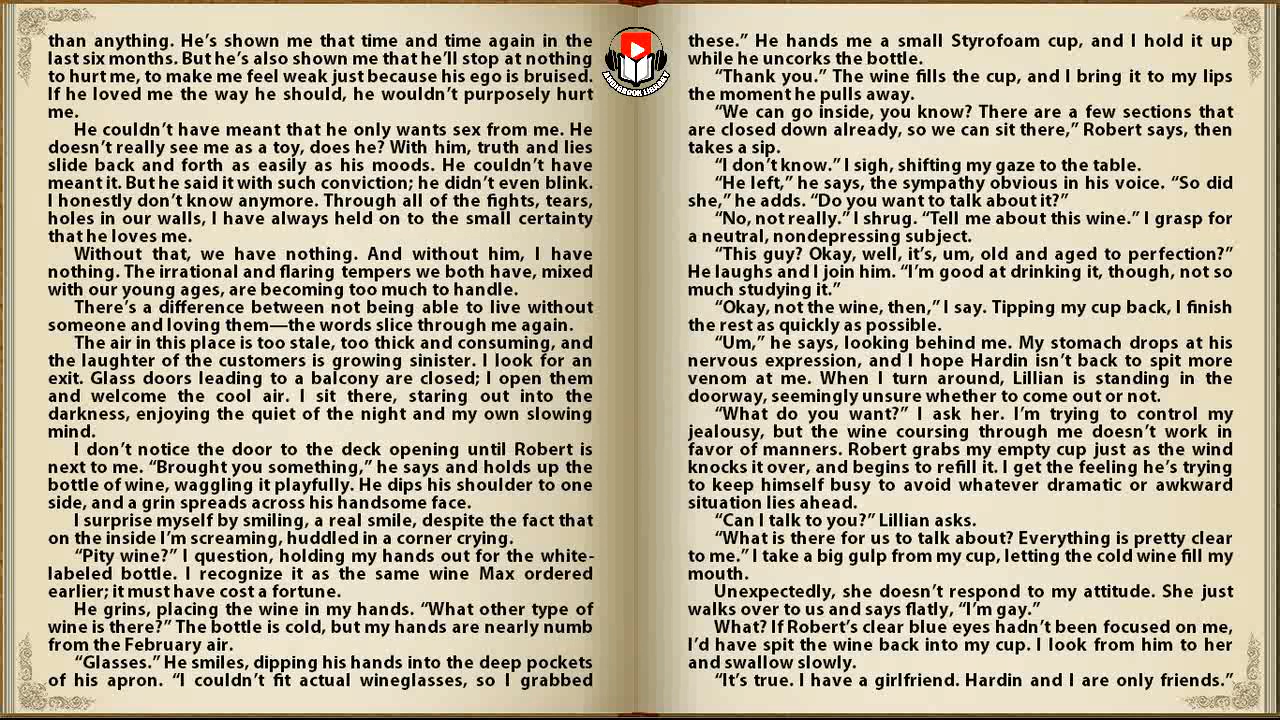 than anything. He’s shown me that time and time again in the
last six months. But he’s also shown me that he’ll stop at nothing
to hurt me, to make me feel weak just because his ego is bruised.
If he loved me the way he should, he wouldn’t purposely hurt
me.
He couldn’t have meant that he only wants sex from me. He
doesn’t really see me as a toy, does he? With him, truth and lies
slide back and forth as easily as his moods. He couldn’t have
meant it. But he said it with such conviction; he didn’t even blink.
I honestly don’t know anymore. Through all of the fights, tears,
holes in our walls, I have always held on to the small certainty
that he loves me.
Without that, we have nothing. And without him, I have
nothing. The irrational and flaring tempers we both have, mixed
with our young ages, are becoming too much to handle.
There’s a difference between not being able to live without
someone and loving them—the words slice through me again.
The air in this place is too stale, too thick and consuming, and
the laughter of the customers is growing sinister. I look for an
exit. Glass doors leading to a balcony are closed; I open them
and welcome the cool air. I sit there, staring out into the
darkness, enjoying the quiet of the night and my own slowing
mind.
I don’t notice the door to the deck opening until Robert is
next to me. “Brought you something,” he says and holds up the
bottle of wine, waggling it playfully. He dips his shoulder to one
side, and a grin spreads across his handsome face.
I surprise myself by smiling, a real smile, despite the fact that
on the inside I’m screaming, huddled in a corner crying.
“Pity wine?” I question, holding my hands out for the white-
labeled bottle. I recognize it as the same wine Max ordered
earlier; it must have cost a fortune.
He grins, placing the wine in my hands. “What other type of
wine is there?” The bottle is cold, but my hands are nearly numb
from the February air.
“Glasses.” He smiles, dipping his hands into the deep pockets
of his apron. “I couldn’t fit actual wineglasses, so I grabbed
AUDIOBOOK LIBRARY
these.” He hands me a small Styrofoam cup, and I hold it up
while he uncorks the bottle.
“Thank you.” The wine fills the cup, and I bring it to my lips
the moment he pulls away.
“We can go inside, you know? There are a few sections that
are closed down already, so we can sit there,” Robert says, then
takes a sip.
“I don’t know.” I sigh, shifting my gaze to the table.
“He left,” he says, the sympathy obvious in his voice. “So did
she,” he adds. “Do you want to talk about it?”
“No, not really.” I shrug. “Tell me about this wine.” I grasp for
a neutral, nondepressing subject.
“This guy? Okay, well, it’s, um, old and aged to perfection?”
He laughs and I join him. “I’m good at drinking it, though, not so
much studying it.”
“Okay, not the wine, then,” I say. Tipping my cup back, I finish
the rest as quickly as possible.
“Um,” he says, looking behind me. My stomach drops at his
nervous expression, and I hope Hardin isn’t back to spit more
venom at me. When I turn around, Lillian is standing in the
doorway, seemingly unsure whether to come out or not.
“What do you want?” I ask her. I’m trying to control my
jealousy, but the wine coursing through me doesn’t work in
favor of manners. Robert grabs my empty cup just as the wind
knocks it over, and begins to refill it. I get the feeling he’s trying
to keep himself busy to avoid whatever dramatic or awkward
situation lies ahead.
“Can I talk to you?” Lillian asks.
“What is there for us to talk about? Everything is pretty clear
to me.” I take a big gulp from my cup, letting the cold wine fill my
mouth.
Unexpectedly, she doesn’t respond to my attitude. She just
walks over to us and says flatly, “I’m gay.”
What? If Robert’s clear blue eyes hadn’t been focused on me,
I’d have spit the wine back into my cup. I look from him to her
and swallow slowly.
“It’s true. I have a girlfriend. Hardin and I are only friends.”